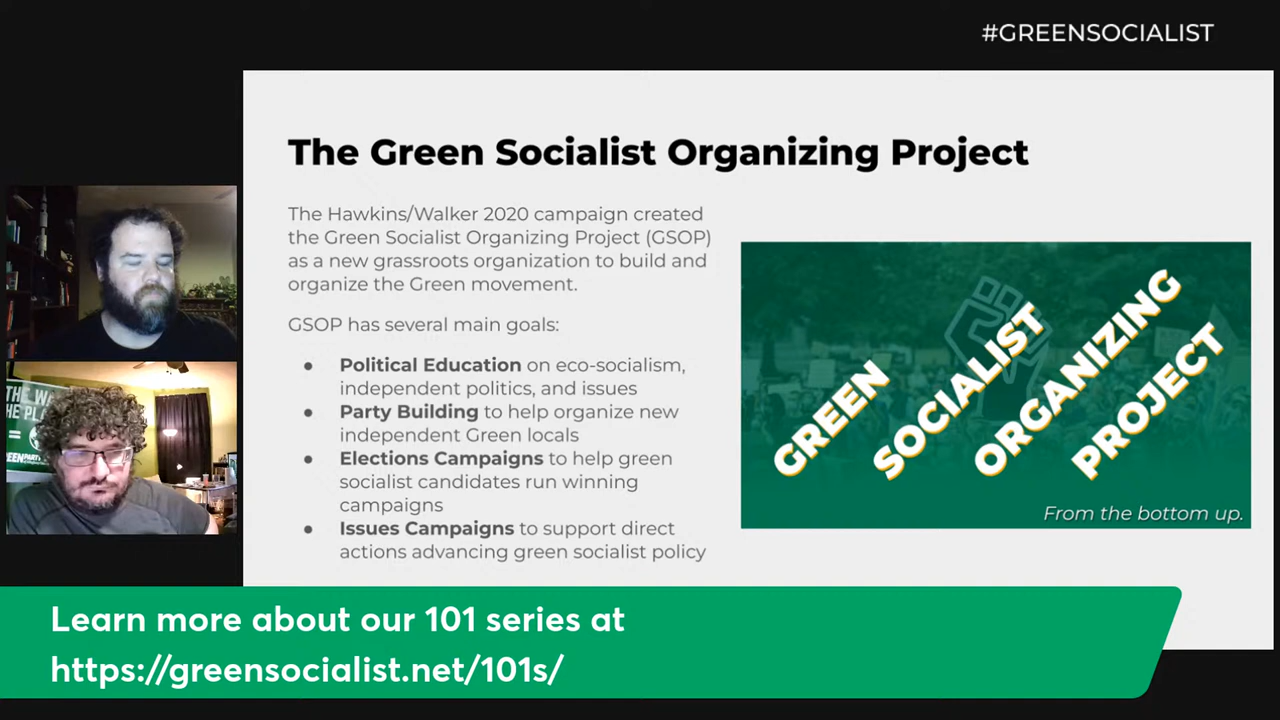 #GREENSOCIALIST
The Green Socialist Organizing Project
The Hawkins/Walker 2020 campaign created
the Green Socialist Organizing Project (GSOP)
as a new grassroots organization to build and
organize the Green movement.
GSOP has several main goals:
● Political Education on eco-socialism,
independent politics, and issues
● Party Building to help organize new
independent Green locals
● Elections Campaigns to help green
socialist candidates run winning
campaigns
● Issues Campaigns to support direct
actions advancing green socialist policy
GREEN
SOCIALIST
ORGANIZING
PROJECT
From the bottom up.
THE
=
Learn more about our 101 series at
https://greensocialist.net/101s/